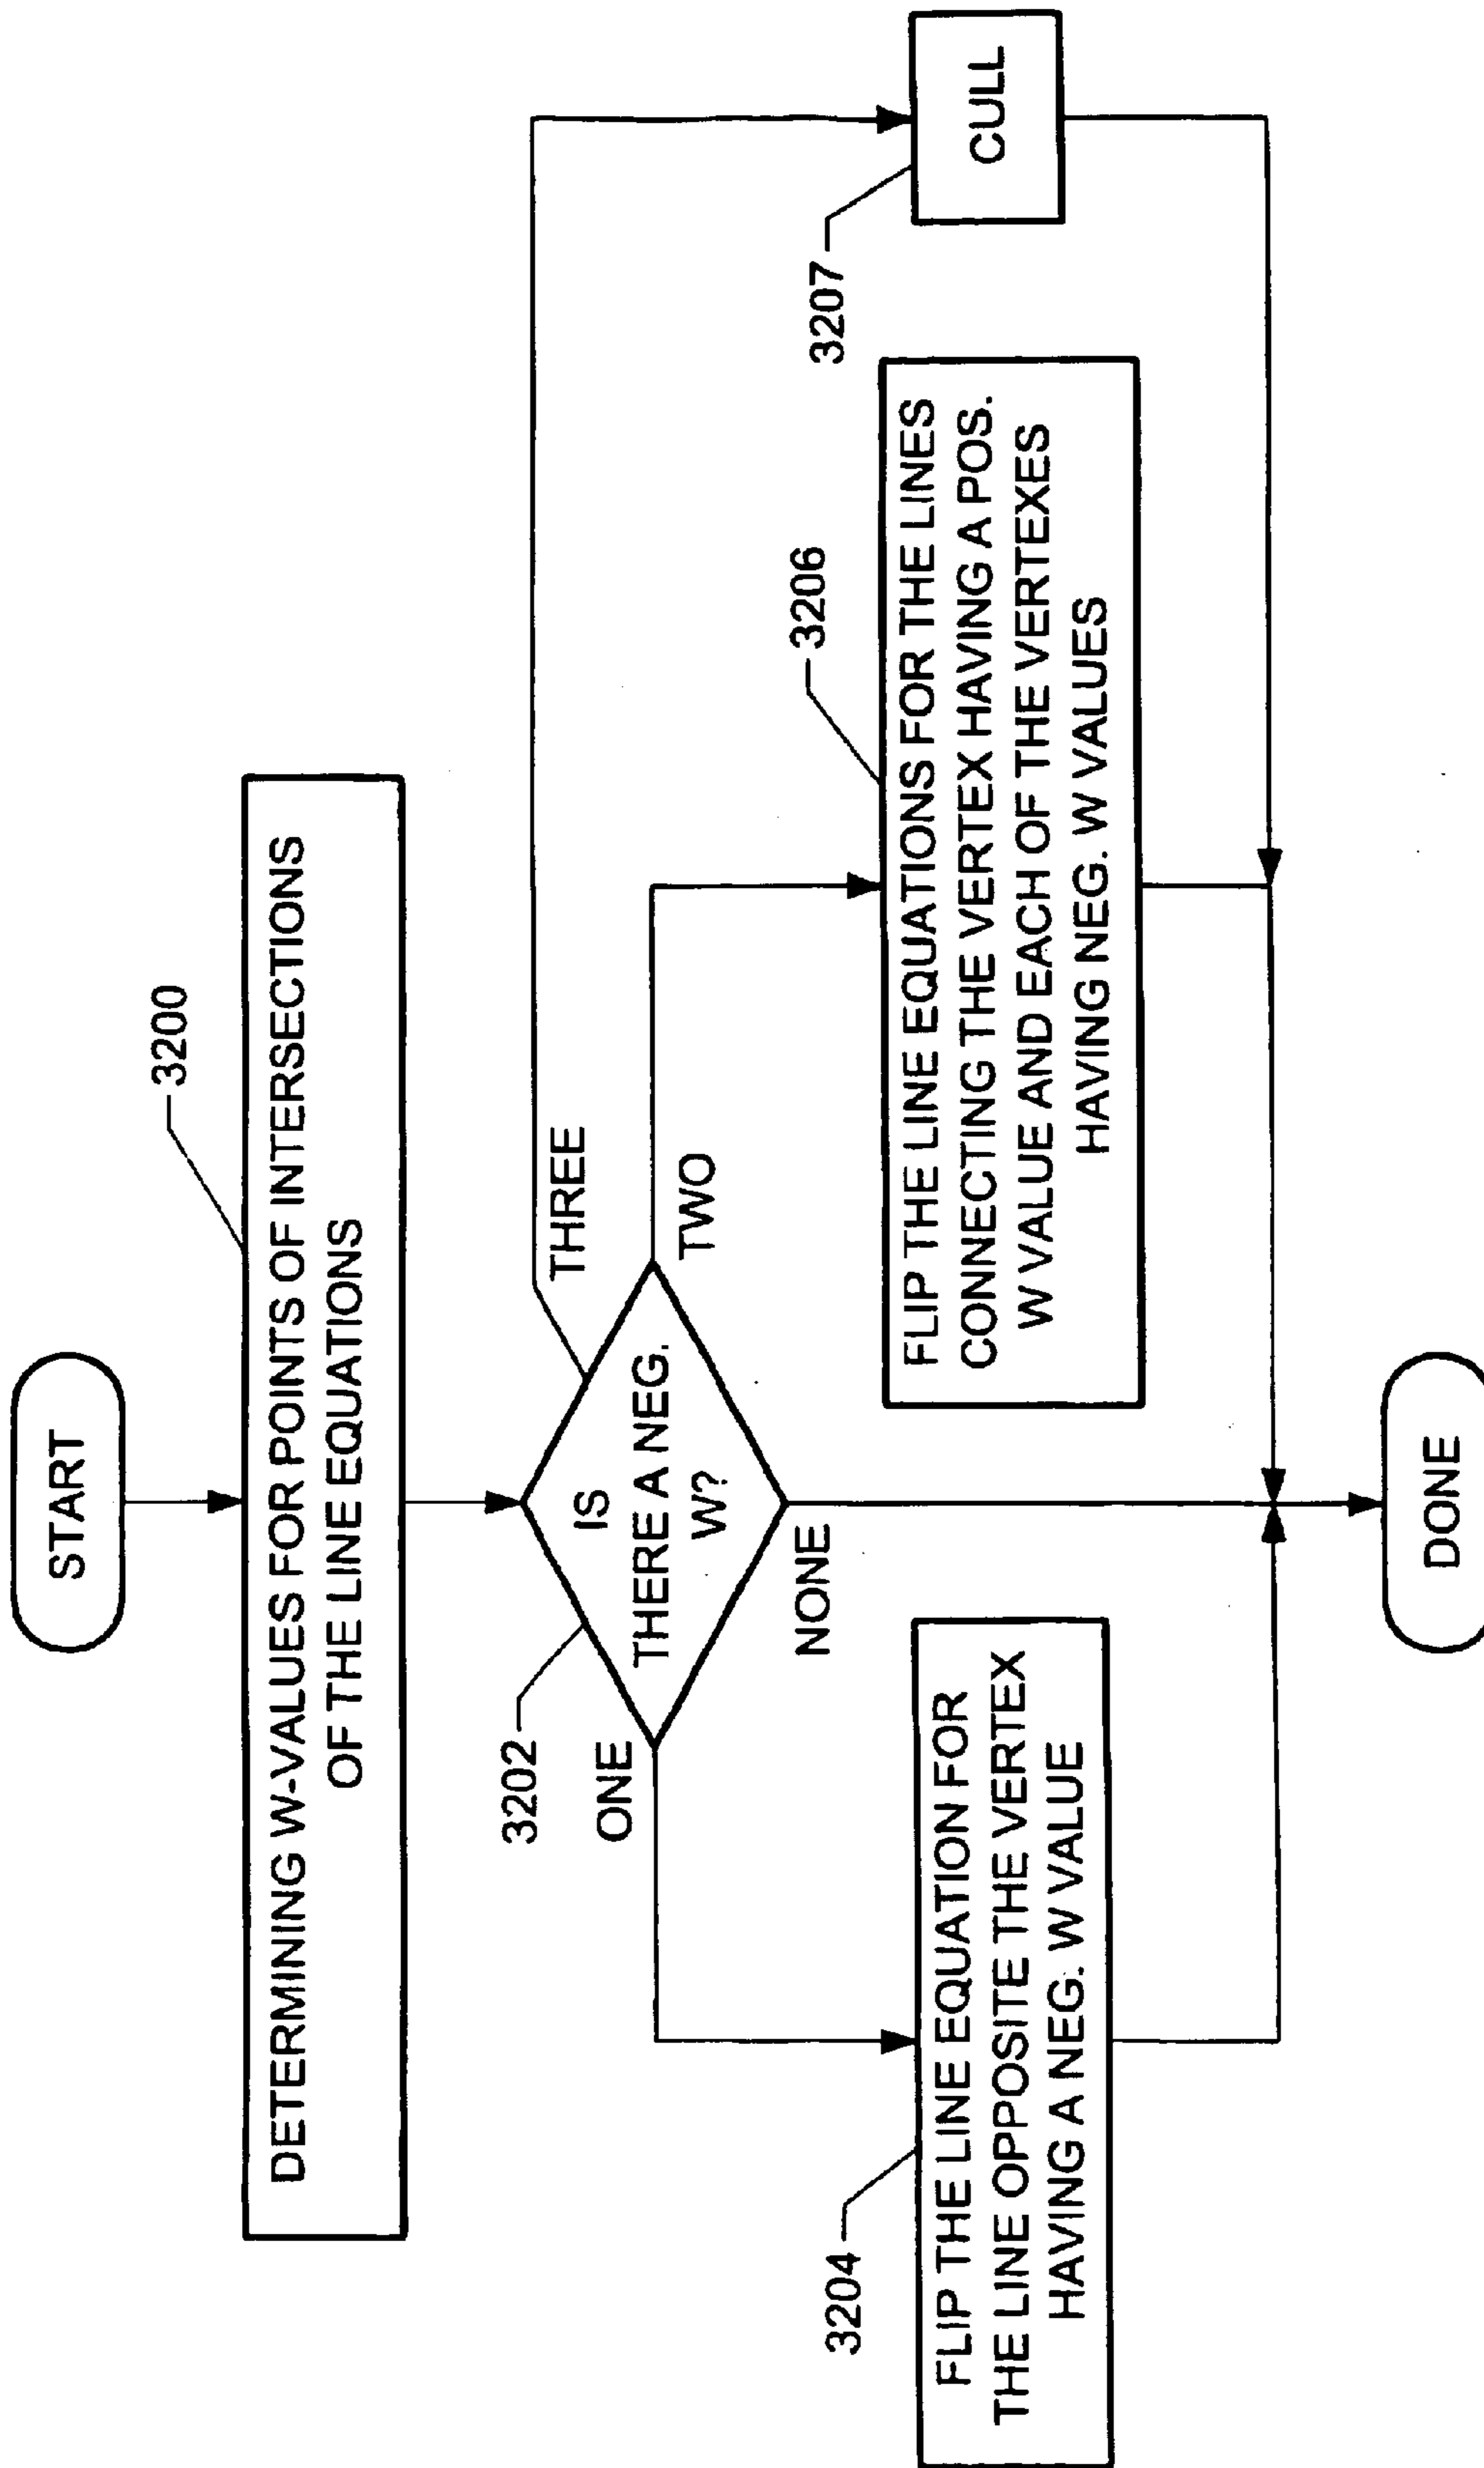 START
3200
DETERMINING W-VALUES FOR POINTS OF INTERSECTIONS
OF THE LINE EQUATIONS
3202
IS
THERE A NEG.
W?
ONE
NONE
TWO
THREE
3204
FLIP THE LINE EQUATION FOR
THE LINE OPPOSITE THE VERTEX
HAVING A NEG. W VALUE
3206
FLIP THE LINE EQUATIONS FOR THE LINES
CONNECTING THE VERTEX HAVING A POS.
W VALUE AND EACH OF THE VERTEXES
HAVING NEG. W VALUES
3207
CULL
DONE